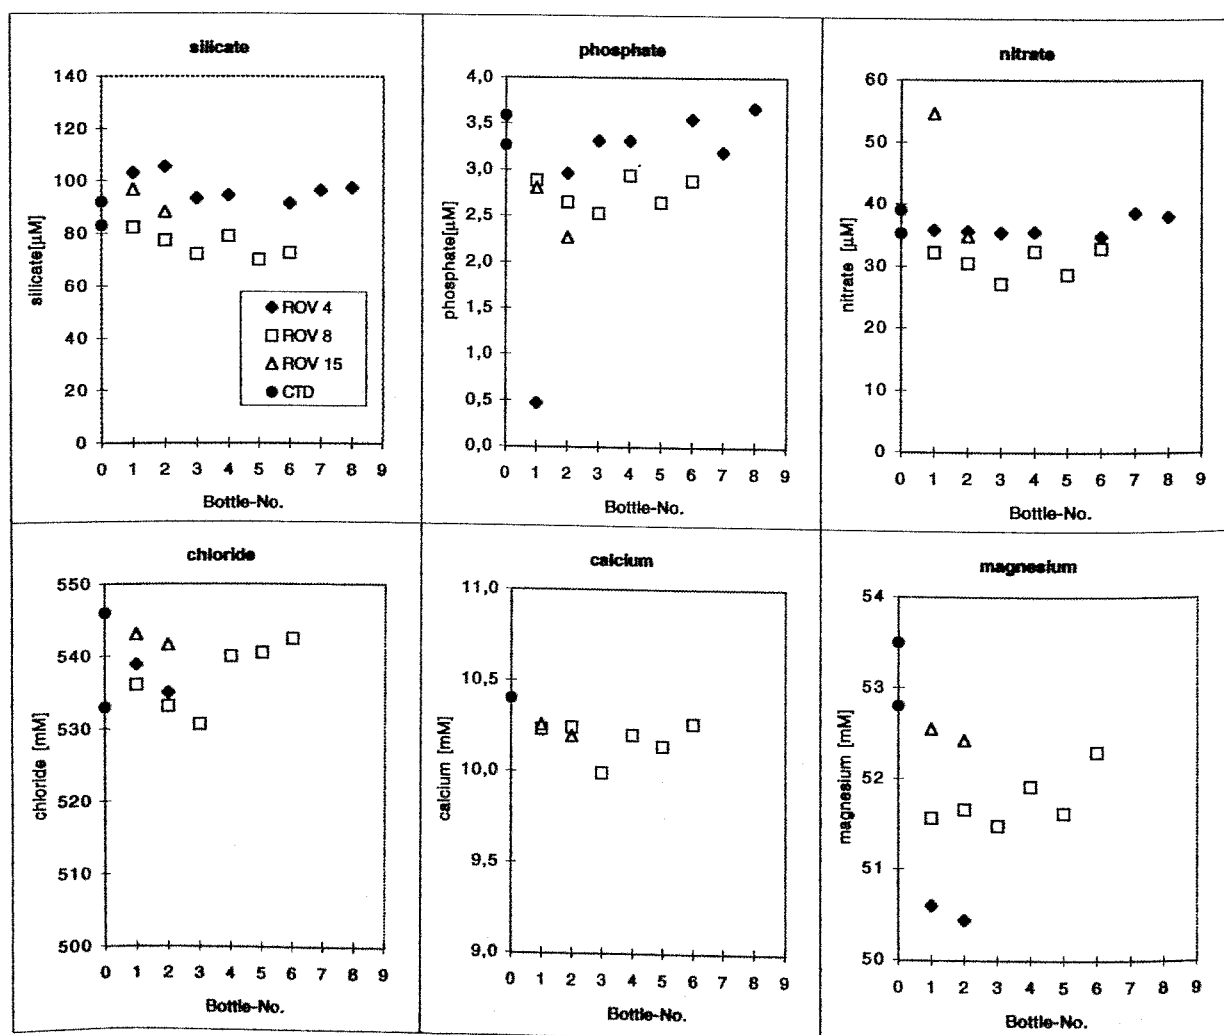 silicate
140
120
100
80
60
40
20
0
silicate[µM]
ROV 4
ROV 8
ROV 15
CTD
0 1 2 3 4 5 6 7 8 9
Bottle-No.
phosphate
4,0
3,5
3,0
2,5
2,0
1,5
1,0
0,5
0,0
phosphate[µM]
0 1 2 3 4 5 6 7 8 9
Bottle-No.
nitrate
60
50
40
30
20
10
0
nitrate [µM]
0 1 2 3 4 5 6 7 8 9
Bottle-No.
chloride
550
540
530
520
510
500
chloride [mM]
0 1 2 3 4 5 6 7 8 9
Bottle-No.
calcium
11,0
10,5
10,0
9,5
9,0
calcium [mM]
0 1 2 3 4 5 6 7 8 9
Bottle-No.
magnesium
54
53
52
51
50
magnesium [mM]
0 1 2 3 4 5 6 7 8 9
Bottle-No.